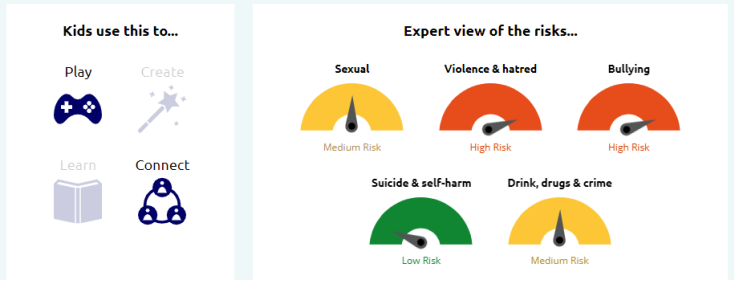 Kids use this to...
Play
Create
Learn
Connect
Expert view of the risks...
Sexual
Medium Risk
Violence & hatred
High Risk
Bullying
High Risk
Suicide & self-harm
Low Risk
Drink, drugs & crime
Medium Risk